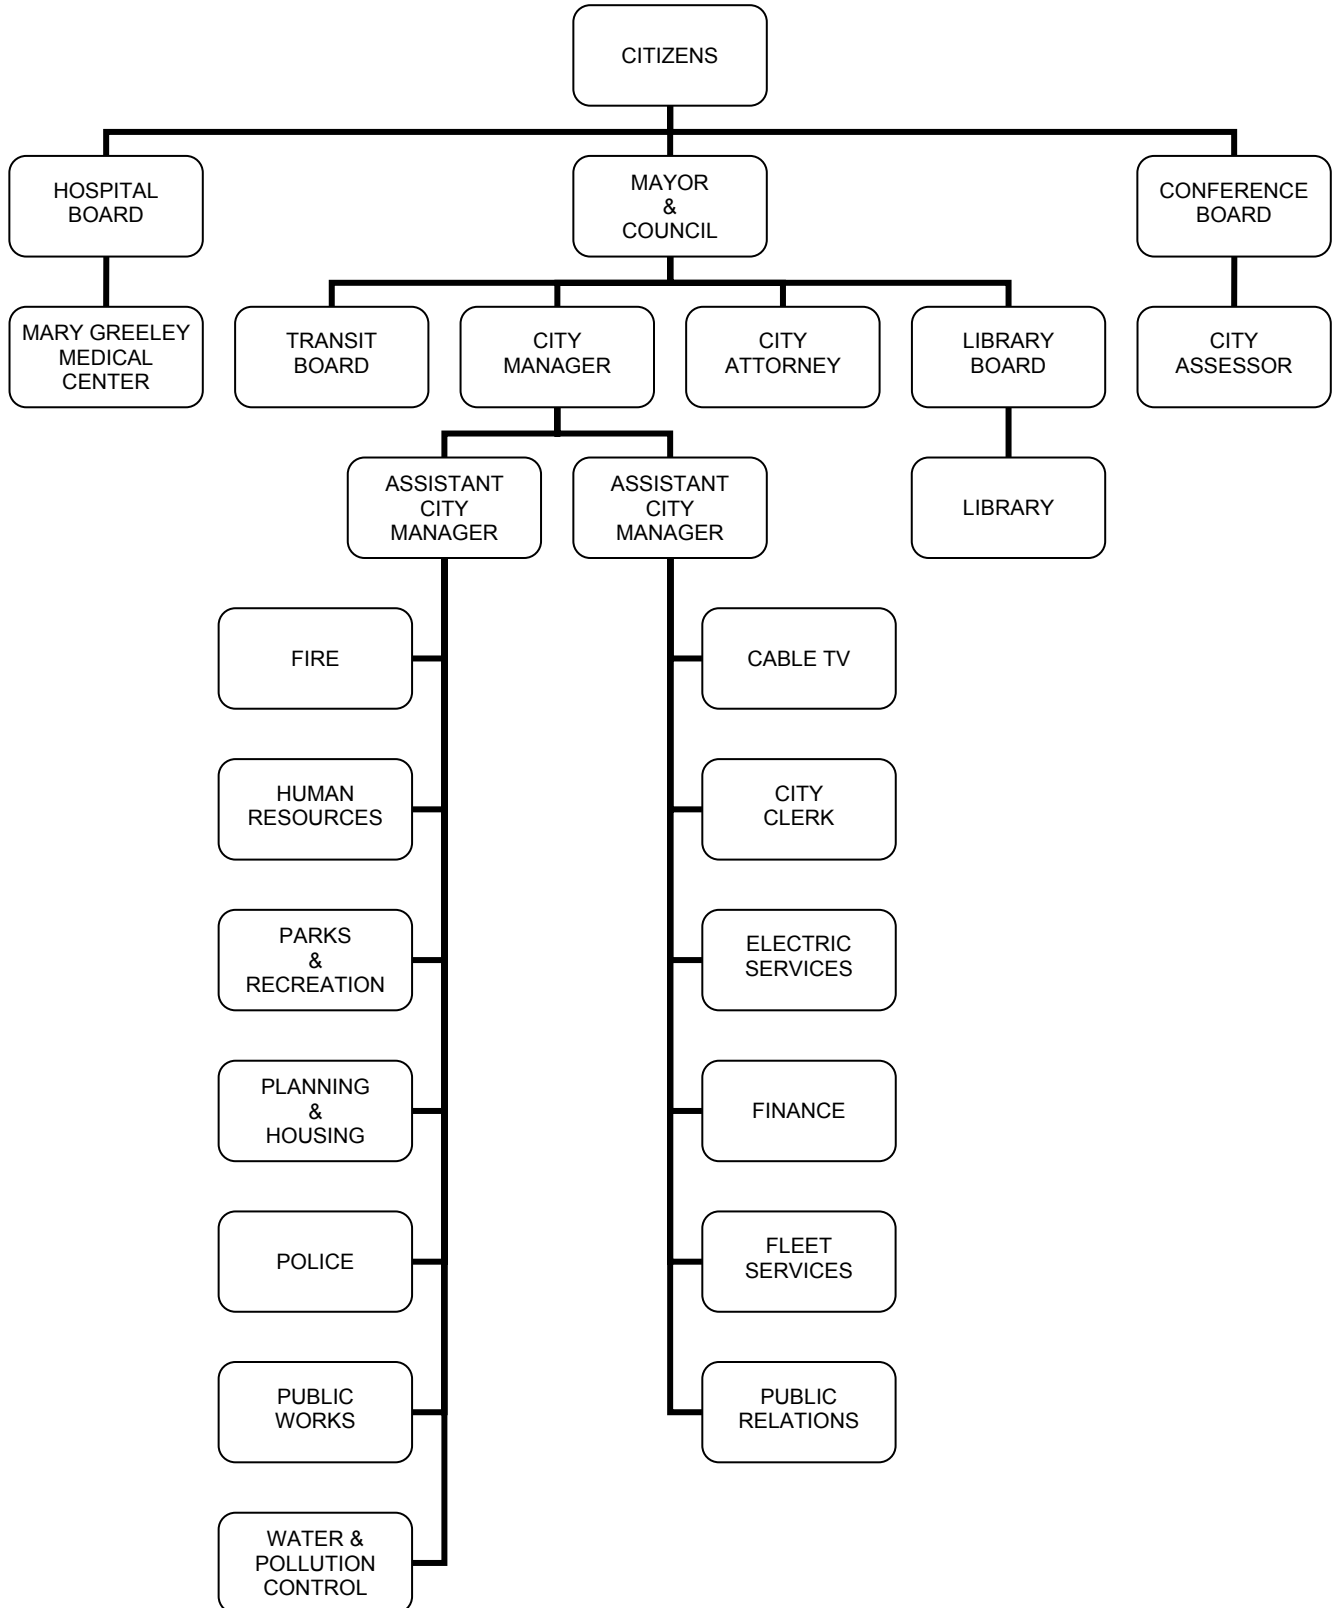 CITIZENS
HOSPITAL
BOARD
MAYOR
&
COUNCIL
CONFERENCE
BOARD
MARY GREELEY
MEDICAL
CENTER
TRANSIT
BOARD
CITY
MANAGER
CITY
ATTORNEY
LIBRARY
BOARD
CITY
ASSESSOR
ASSISTANT
CITY
MANAGER
ASSISTANT
CITY
MANAGER
LIBRARY
FIRE
CABLE TV
HUMAN
RESOURCES
CITY
CLERK
PARKS
&
RECREATION
ELECTRIC
SERVICES
PLANNING
&
HOUSING
FINANCE
POLICE
FLEET
SERVICES
PUBLIC
WORKS
PUBLIC
RELATIONS
WATER &
POLLUTION
CONTROL